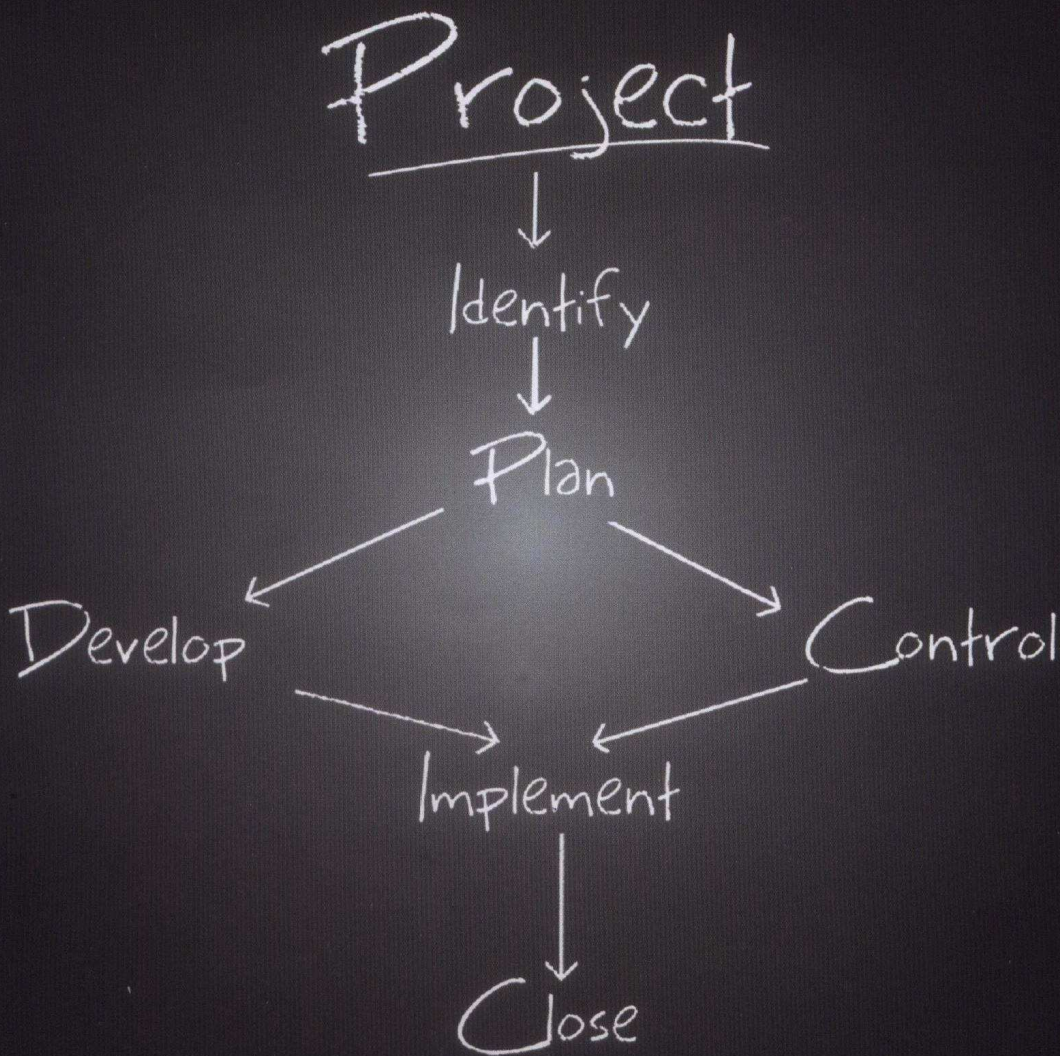 Project
Identify
Plan
Develop Control
Implement
Close